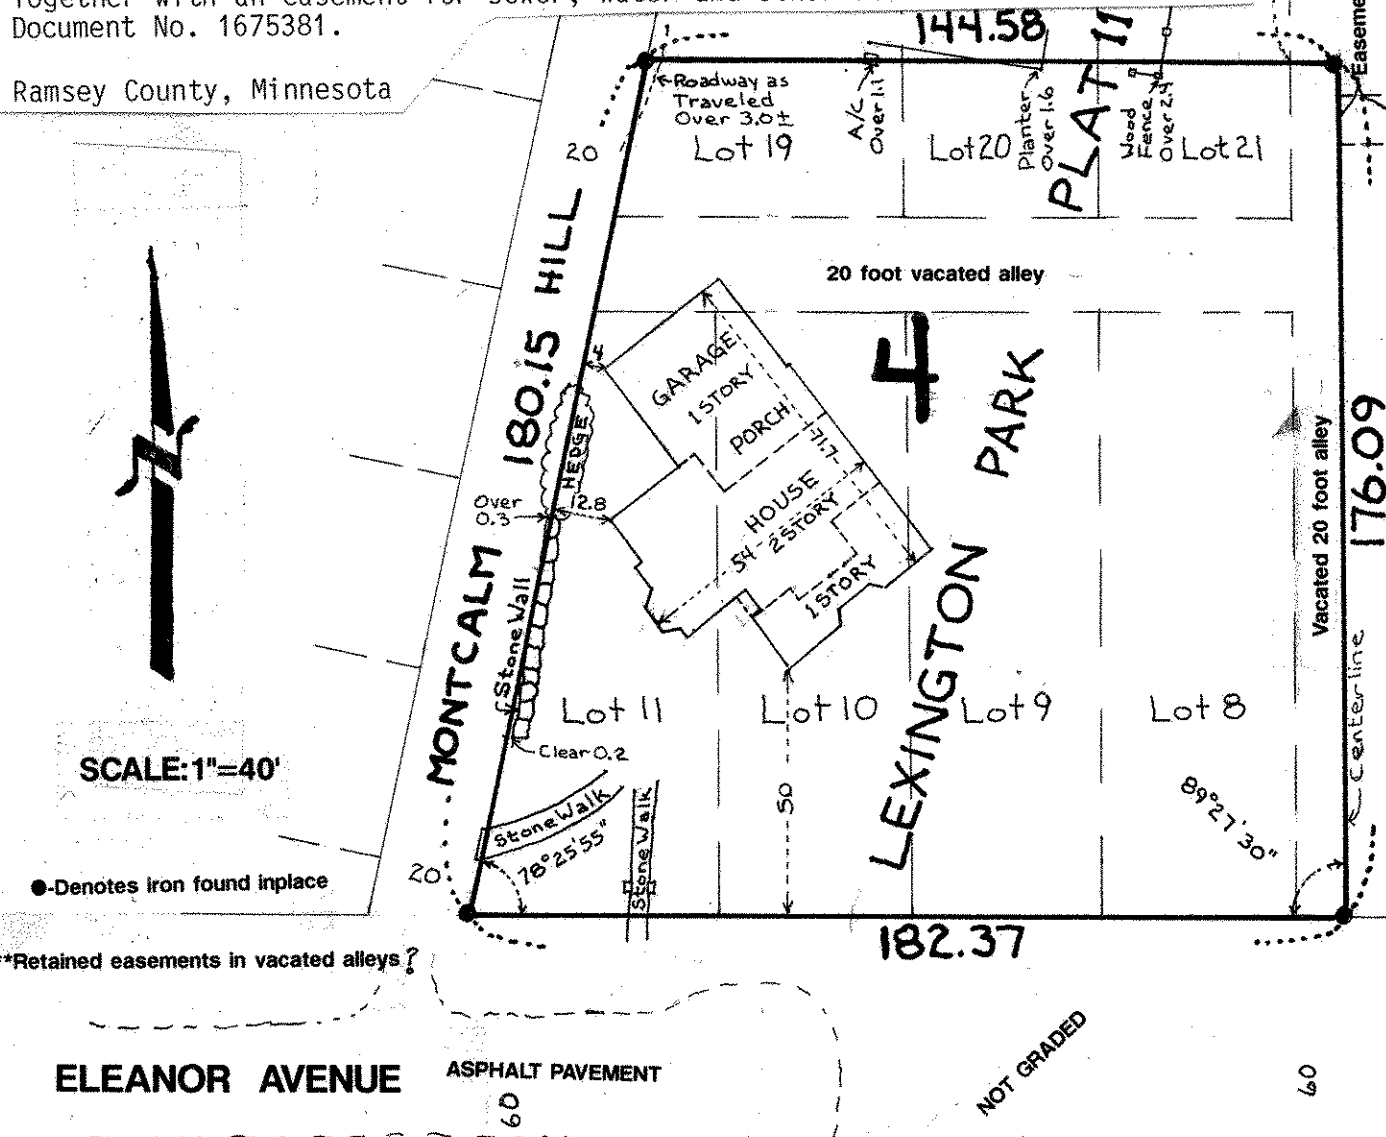 Document No. 1675381.
Ramsey County, Minnesota
144.58
PLAT 11
Easeme
Roadway as
Traveled
Over 3.0±
A/C
Over 1.1
Planter
Over 1.6
Wood
Fence
Over 2.4
20
Lot 19
Lot 20
Lot 21
20 foot vacated alley
HILL
180.15
MONTCALM
4
GARAGE
1 STORY
PORCH
71.7
HOUSE
2 STORY
54
1 STORY
HEDGE
12.8
Over
0.3
Stone Wall
Clear 0.2
4
PARK
LEXINGTON
Vacated 20 foot alley
176.09
Centerline
Lot 11
Lot 10
Lot 9
Lot 8
50
SCALE: 1"=40'
Stone Walk
Stone Walk
78°25'55"
89°27'30"
20
●-Denotes iron found inplace
182.37
**Retained easements in vacated alleys ?
ELEANOR AVENUE
ASPHALT PAVEMENT
60
NOT GRADED
60